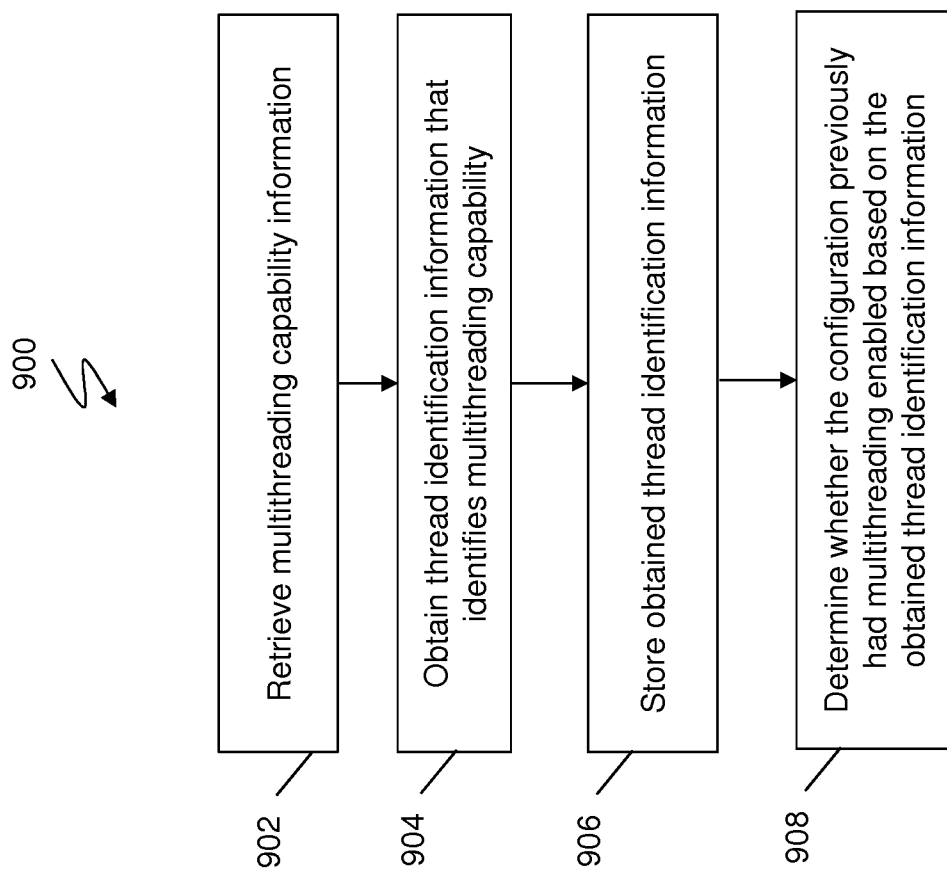 900
902
Retrieve multithreading capability information
904
Obtain thread identification information that
identifies multithreading capability
906
Store obtained thread identification information
908
Determine whether the configuration previously
had multithreading enabled based on the
obtained thread identification information